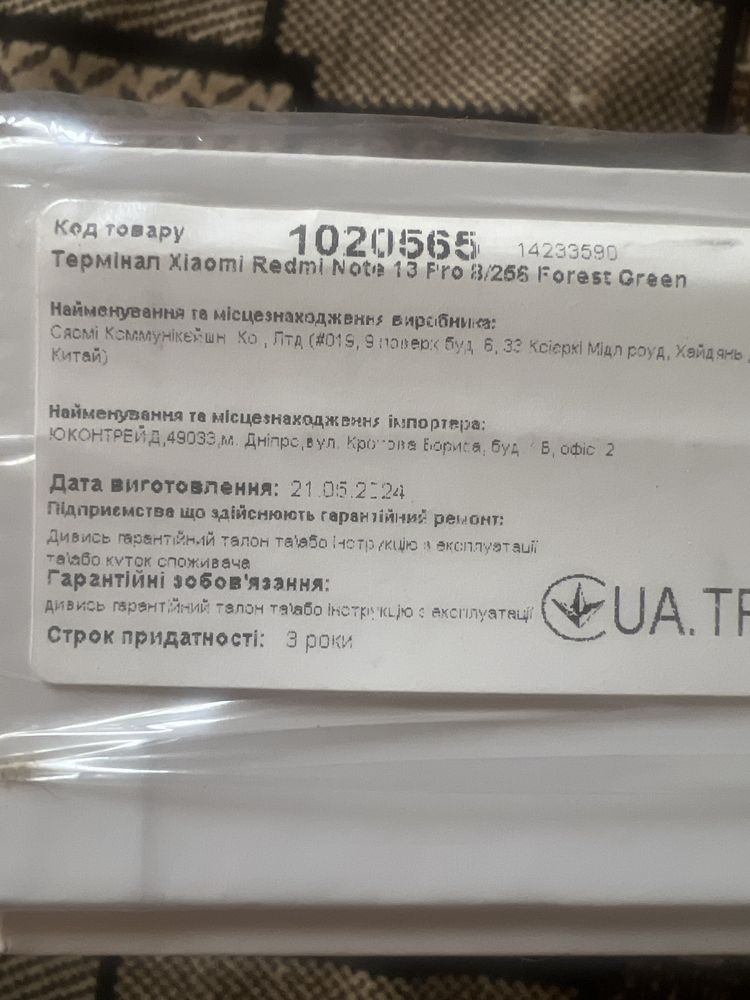 Код товару 1020565 14233590
Термінал Xiaomi Redmi Note 13 Pro 8/256 Forest Green
Найменування та місцезнаходження виробника:
Сяомі Коммунікейшн Ко., Лтд (#019, 9 поверх буд. 6, 33 Ксієркі Мідл роуд, Хайдянь,
Китай)
Найменування та місцезнаходження імпортера:
ЮКОНТРЕЙД,49033,м. Дніпро,вул. Кротова Бориса, буд. Б, офіс 2
Дата виготовлення: 21.05.2024
Підприємства що здійснюють гарантійний ремонт:
Дивись гарантійний талон та\або інструкцію з експлуатації
та\або куток споживача
Гарантійні зобов'язання:
дивись гарантійний талон та\або інструкцію з експлуатації
UA.TR
Строк придатності: 3 роки